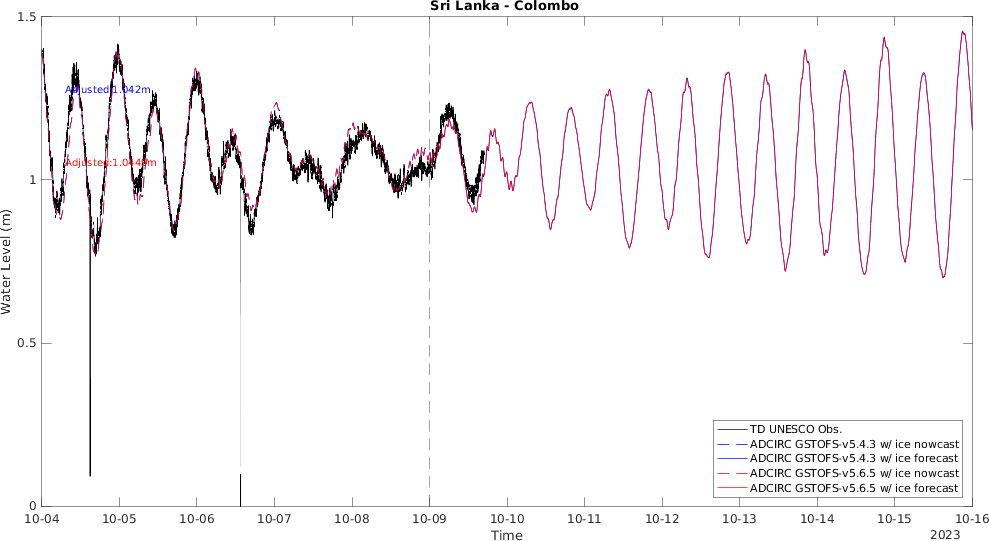 Sri Lanka - Colombo
1.5
Adjusted:1.042m
1
Water Level (m)
0.5
TD UNESCO Obs.
ADCIRC GSTOFS-v5.4.3 w/ ice nowcast
ADCIRC GSTOFS-v5.4.3 w/ ice forecast
ADCIRC GSTOFS-v5.6.5 w/ ice nowcast
ADCIRC GSTOFS-v5.6.5 w/ ice forecast
0
10-04 10-05 10-06 10-07 10-08 10-09 10-10 10-11 10-12 10-13 10-14 10-15 10-16
Time
2023